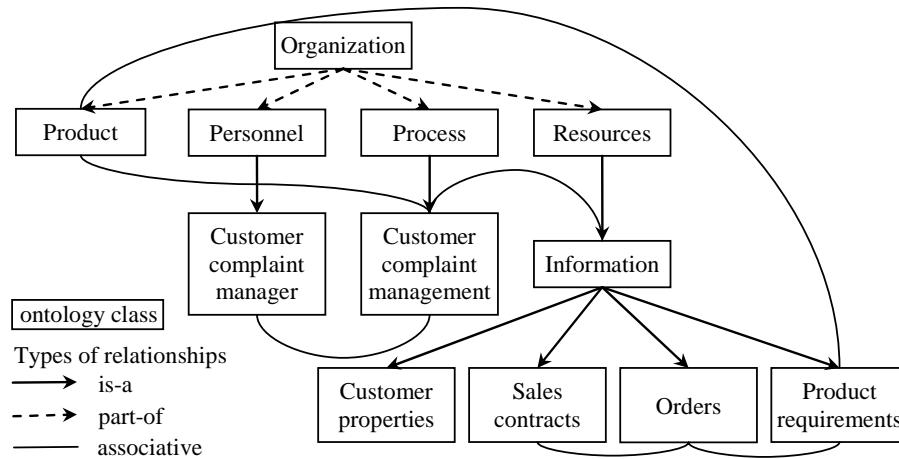 Organization
Product
Personnel
Process
Resources
Customer
complaint
manager
Customer
complaint
management
Information
ontology class
Types of relationships
is-a
part-of
associative
Customer
properties
Sales
contracts
Orders
Product
requirements